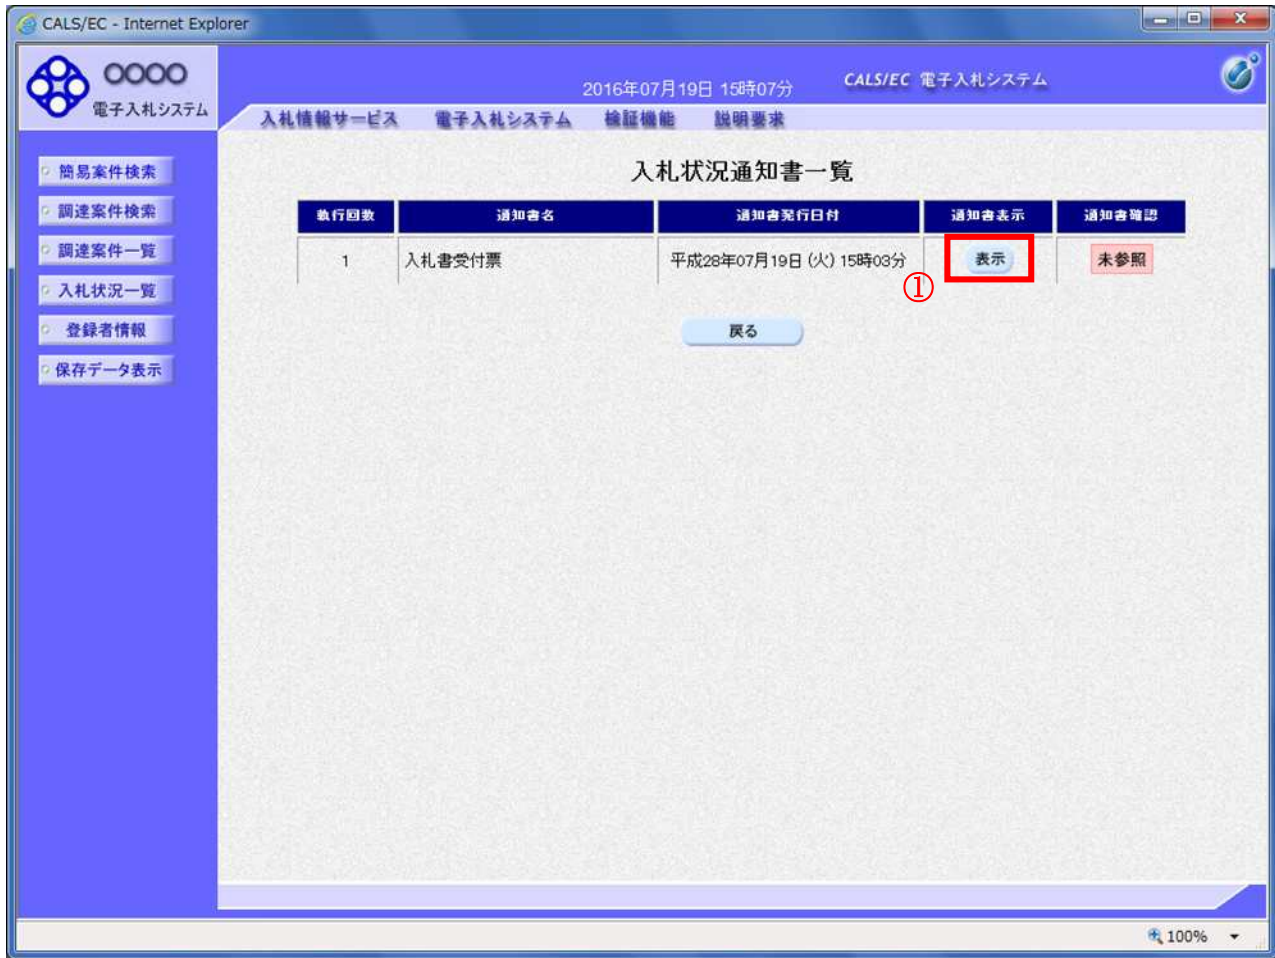 CALS/EC - Internet Explorer
OOOO
電子入札システム
2016年07月19日 15時07分
CALS/EC 電子入札システム
入札情報サービス 電子入札システム 検証機能 説明要求
簡易案件検索
調達案件検索
調達案件一覧
入札状況一覧
登録者情報
保存データ表示
入札状況通知書一覧
執行回数 通知書名 通知書発行日付 通知書表示 通知書確認
1 入札書受付票 平成28年07月19日 (火) 15時03分 表示 未参照
①
戻る
100%